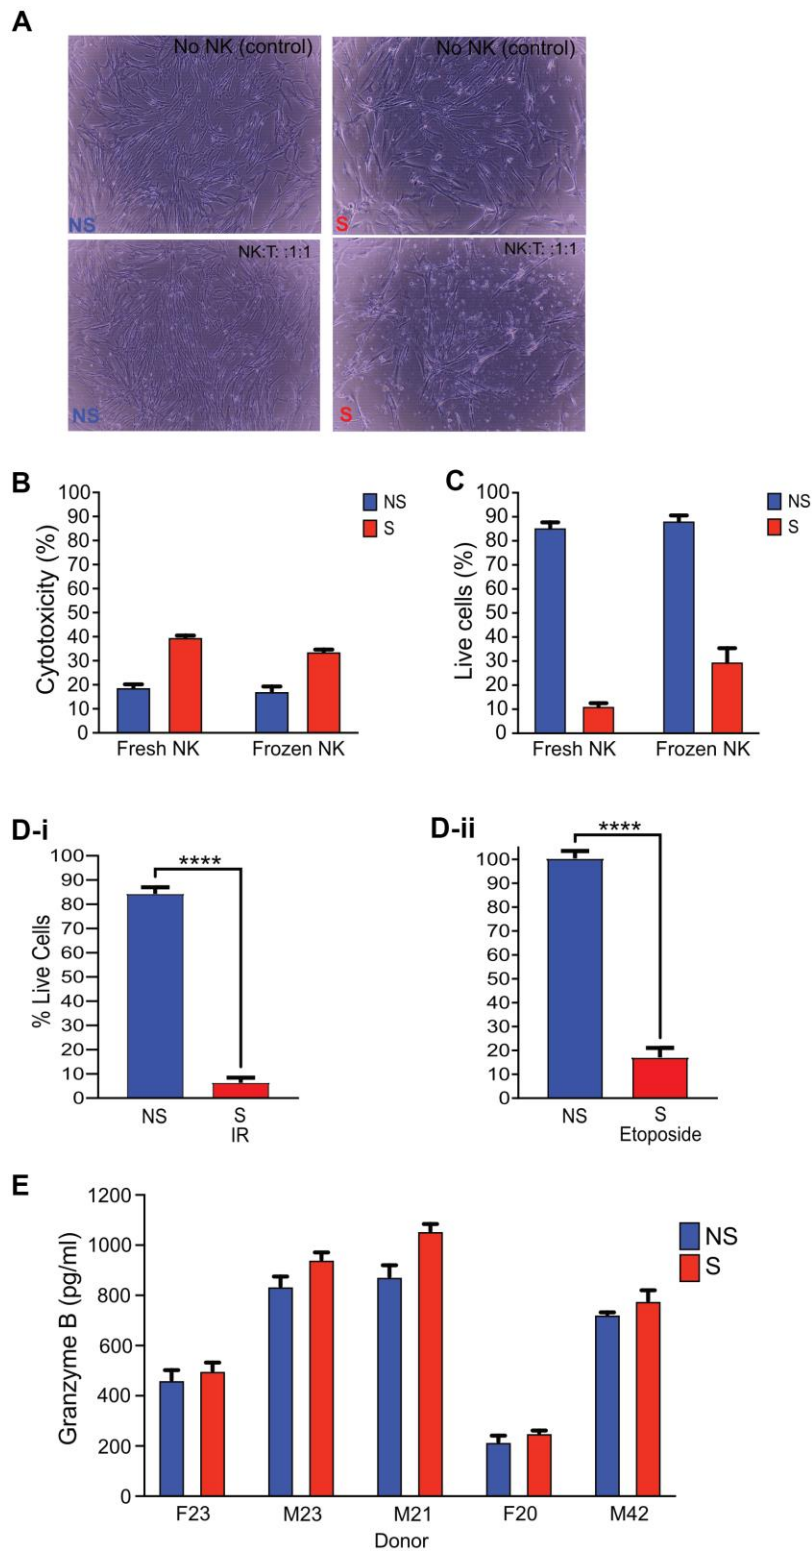 A
No NK (control)
No NK (control)
NS
S
NK:T: :1:1
NK:T: :1:1
NS
S
B
100
90
80
70
60
50
40
30
20
10
0
Cytotoxicity (%)
Fresh NK
Frozen NK
NS
S
C
100
90
80
70
60
50
40
30
20
10
0
Live cells (%)
Fresh NK
Frozen NK
NS
S
D-i
100
90
80
70
60
50
40
30
20
10
0
% Live Cells
****
NS
S
IR
D-ii
100
90
80
70
60
50
40
30
20
10
0
****
NS
S
Etoposide
E
1200
1000
800
600
400
200
0
Granzyme B (pg/ml)
F23
M23
M21
F20
M42
Donor
NS
S